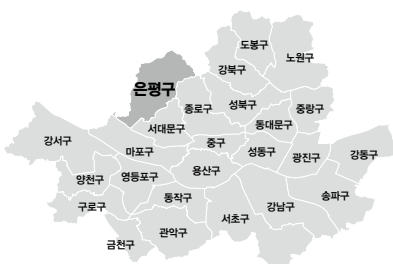 도봉구
노원구
강북구
은평구
종로구
성북구
중랑구
서대문구
동대문구
강서구
마포구
중구
성동구
광진구
강동구
양천구
영등포구
용산구
구로구
동작구
강남구
송파구
서초구
관악구
금천구